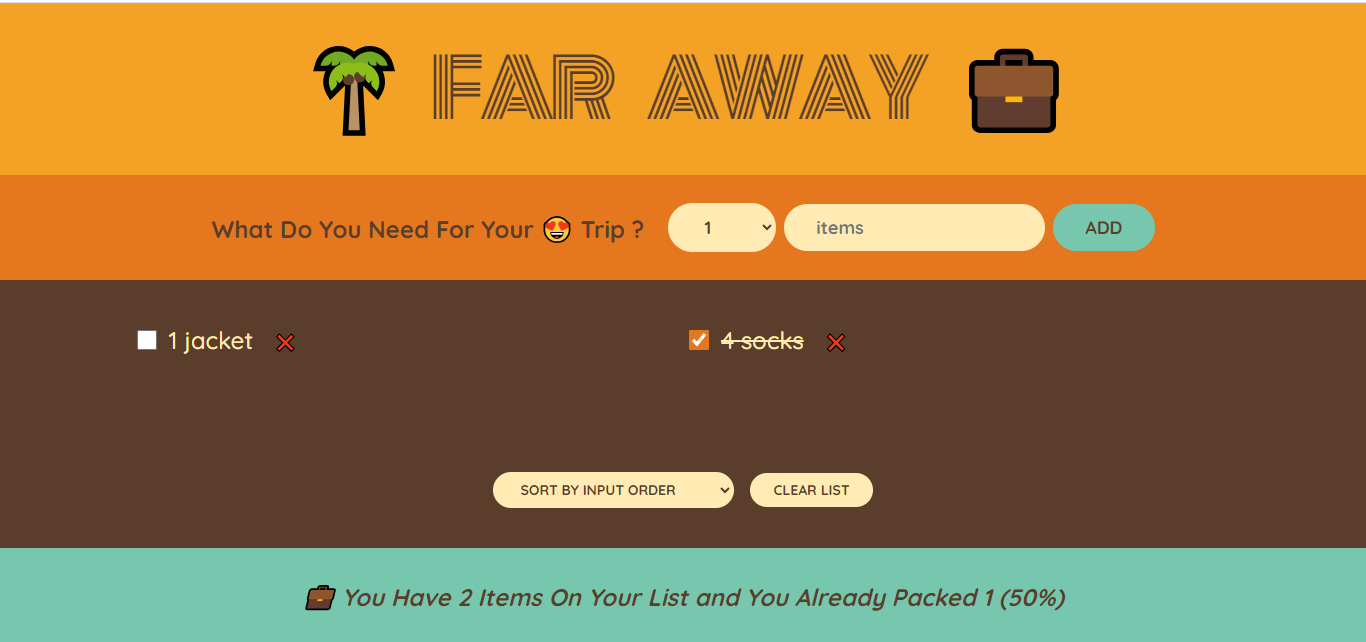 FAR AWAY
What Do You Need For Your 😍 Trip ? 1 items ADD
1 jacket ❌ 4 socks ❌
SORT BY INPUT ORDER CLEAR LIST
💼 You Have 2 Items On Your List and You Already Packed 1 (50%)